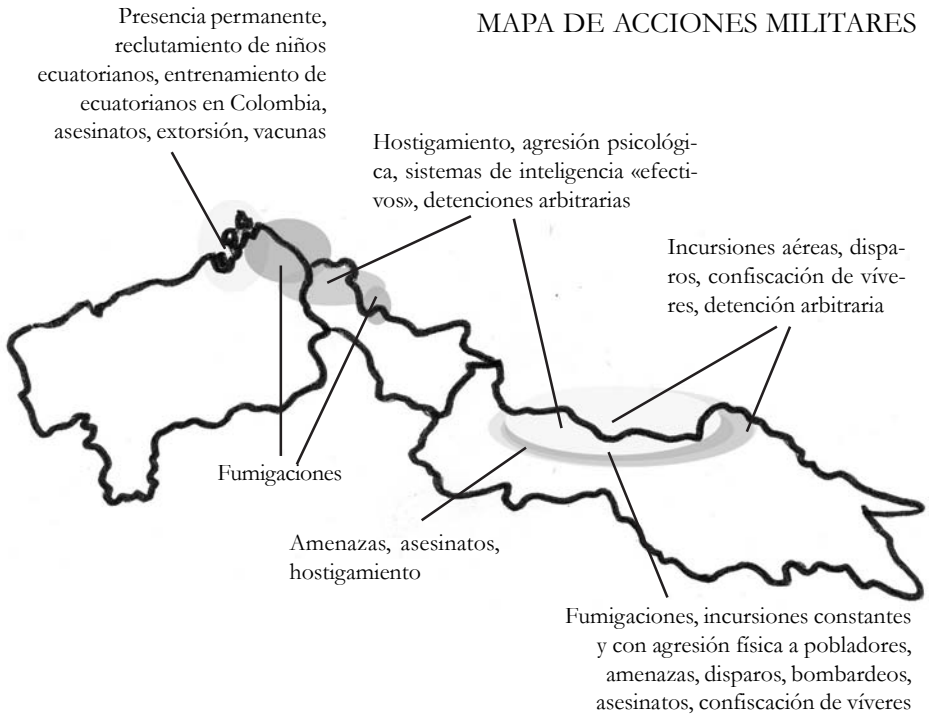 MAPA DE ACCIONES MILITARES
Presencia permanente,
reclutamiento de niños
ecuatorianos, entrenamiento de
ecuatorianos en Colombia,
asesinatos, extorsión, vacunas
Hostigamiento, agresión psicológi-
ca, sistemas de inteligencia «efecti-
vos», detenciones arbitrarias
Incursiones aéreas, dispa-
ros, confiscación de víve-
res, detención arbitraria
Fumigaciones
Amenazas, asesinatos,
hostigamiento
Fumigaciones, incursiones constantes
y con agresión física a pobladores,
amenazas, disparos, bombardeos,
asesinatos, confiscación de víveres